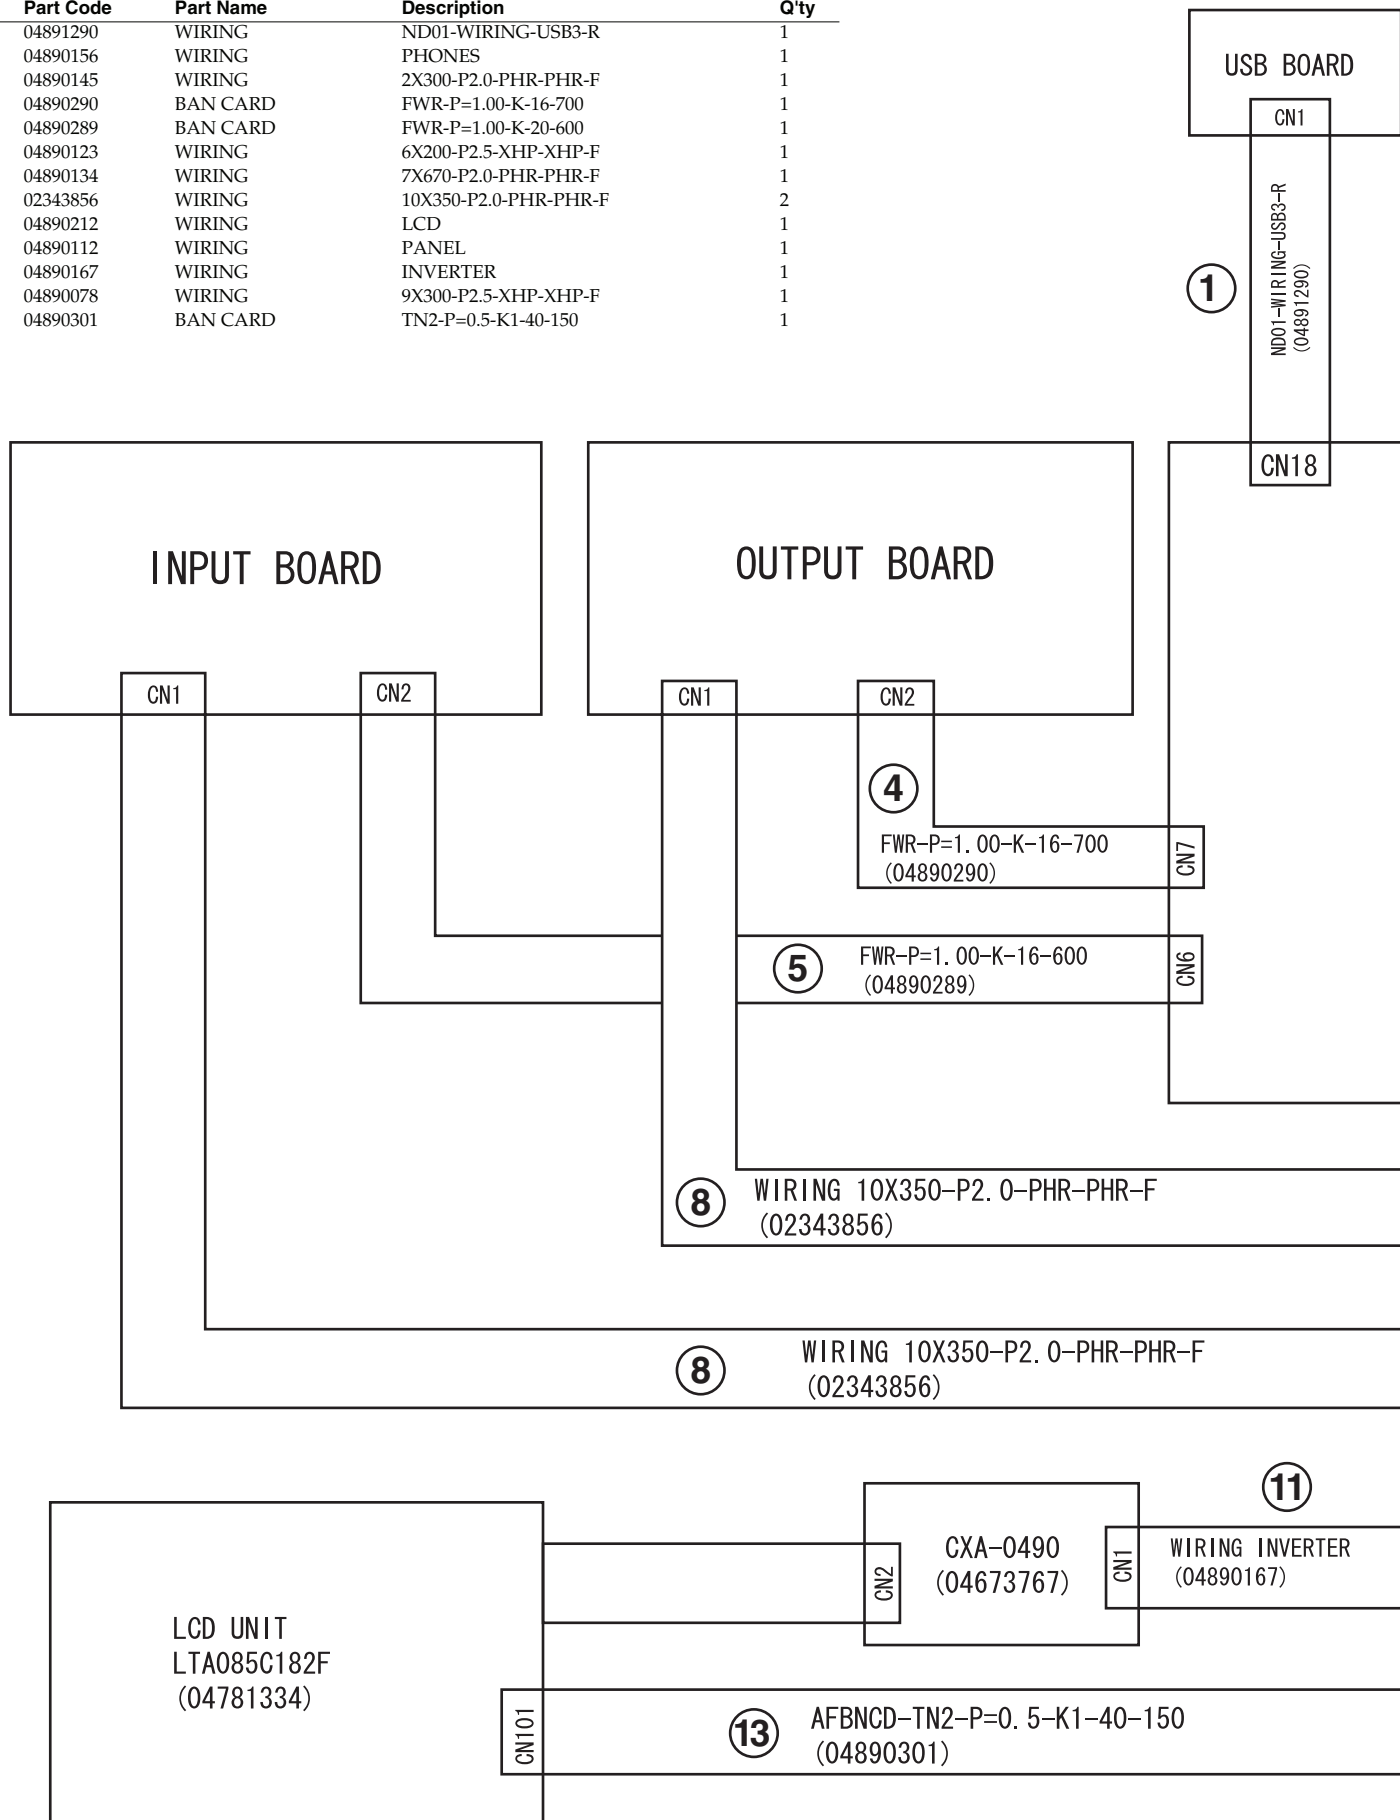 Part Code Part Name Description Q'ty
04891290 WIRING ND01-WIRING-USB3-R 1
04890156 WIRING PHONES 1
04890145 WIRING 2X300-P2.0-PHR-PHR-F 1
04890290 BAN CARD FWR-P=1.00-K-16-700 1
04890289 BAN CARD FWR-P=1.00-K-20-600 1
04890123 WIRING 6X200-P2.5-XHP-XHP-F 1
04890134 WIRING 7X670-P2.0-PHR-PHR-F 1
02343856 WIRING 10X350-P2.0-PHR-PHR-F 2
04890212 WIRING LCD 1
04890112 WIRING PANEL 1
04890167 WIRING INVERTER 1
04890078 WIRING 9X300-P2.5-XHP-XHP-F 1
04890301 BAN CARD TN2-P=0.5-K1-40-150 1
USB BOARD
CN1
1
ND01-WIRING-USB3-R
(04891290)
CN18
INPUT BOARD
CN1
CN2
OUTPUT BOARD
CN1
CN2
4
FWR-P=1.00-K-16-700
(04890290)
CN7
5
FWR-P=1.00-K-16-600
(04890289)
CN6
8
WIRING 10X350-P2.0-PHR-PHR-F
(02343856)
8
WIRING 10X350-P2.0-PHR-PHR-F
(02343856)
11
CXA-0490
(04673767)
CN2
CN1
WIRING INVERTER
(04890167)
LCD UNIT
LTA085C182F
(04781334)
CN101
13
AFBNCD-TN2-P=0.5-K1-40-150
(04890301)